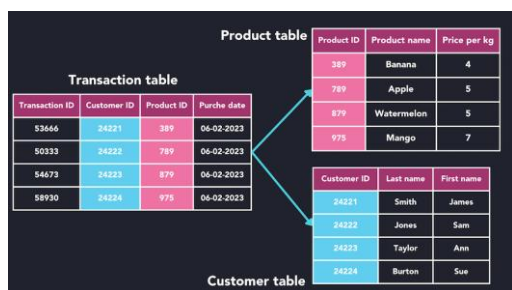 Product table
Product ID Product name Price per kg
389 Banana 4
789 Apple 5
879 Watermelon 5
975 Mango 7
Transaction table
Transaction ID Customer ID Product ID Purche date
53666 24221 389 06-02-2023
50333 24222 789 06-02-2023
54673 24223 879 06-02-2023
58930 24224 975 06-02-2023
Customer ID Last name First name
24221 Smith James
24222 Jones Sam
24223 Taylor Ann
24224 Burton Sue
Customer table